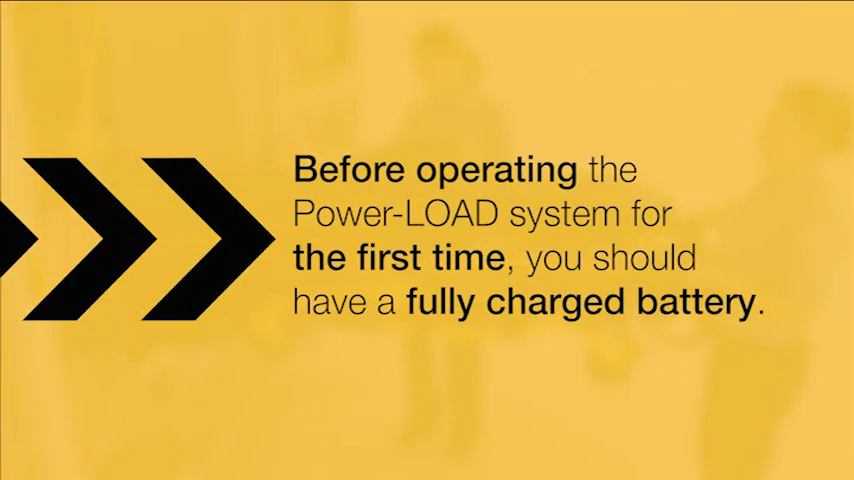 Before operating the
Power-LOAD system for
the first time, you should
have a fully charged battery.